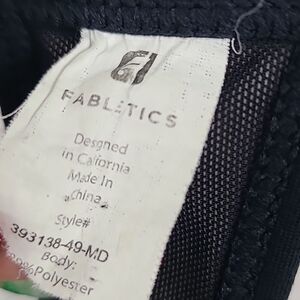 FABLETICS
Designed
in California
Made In
China
Style#
393138-49-MD
Body:
Polyester